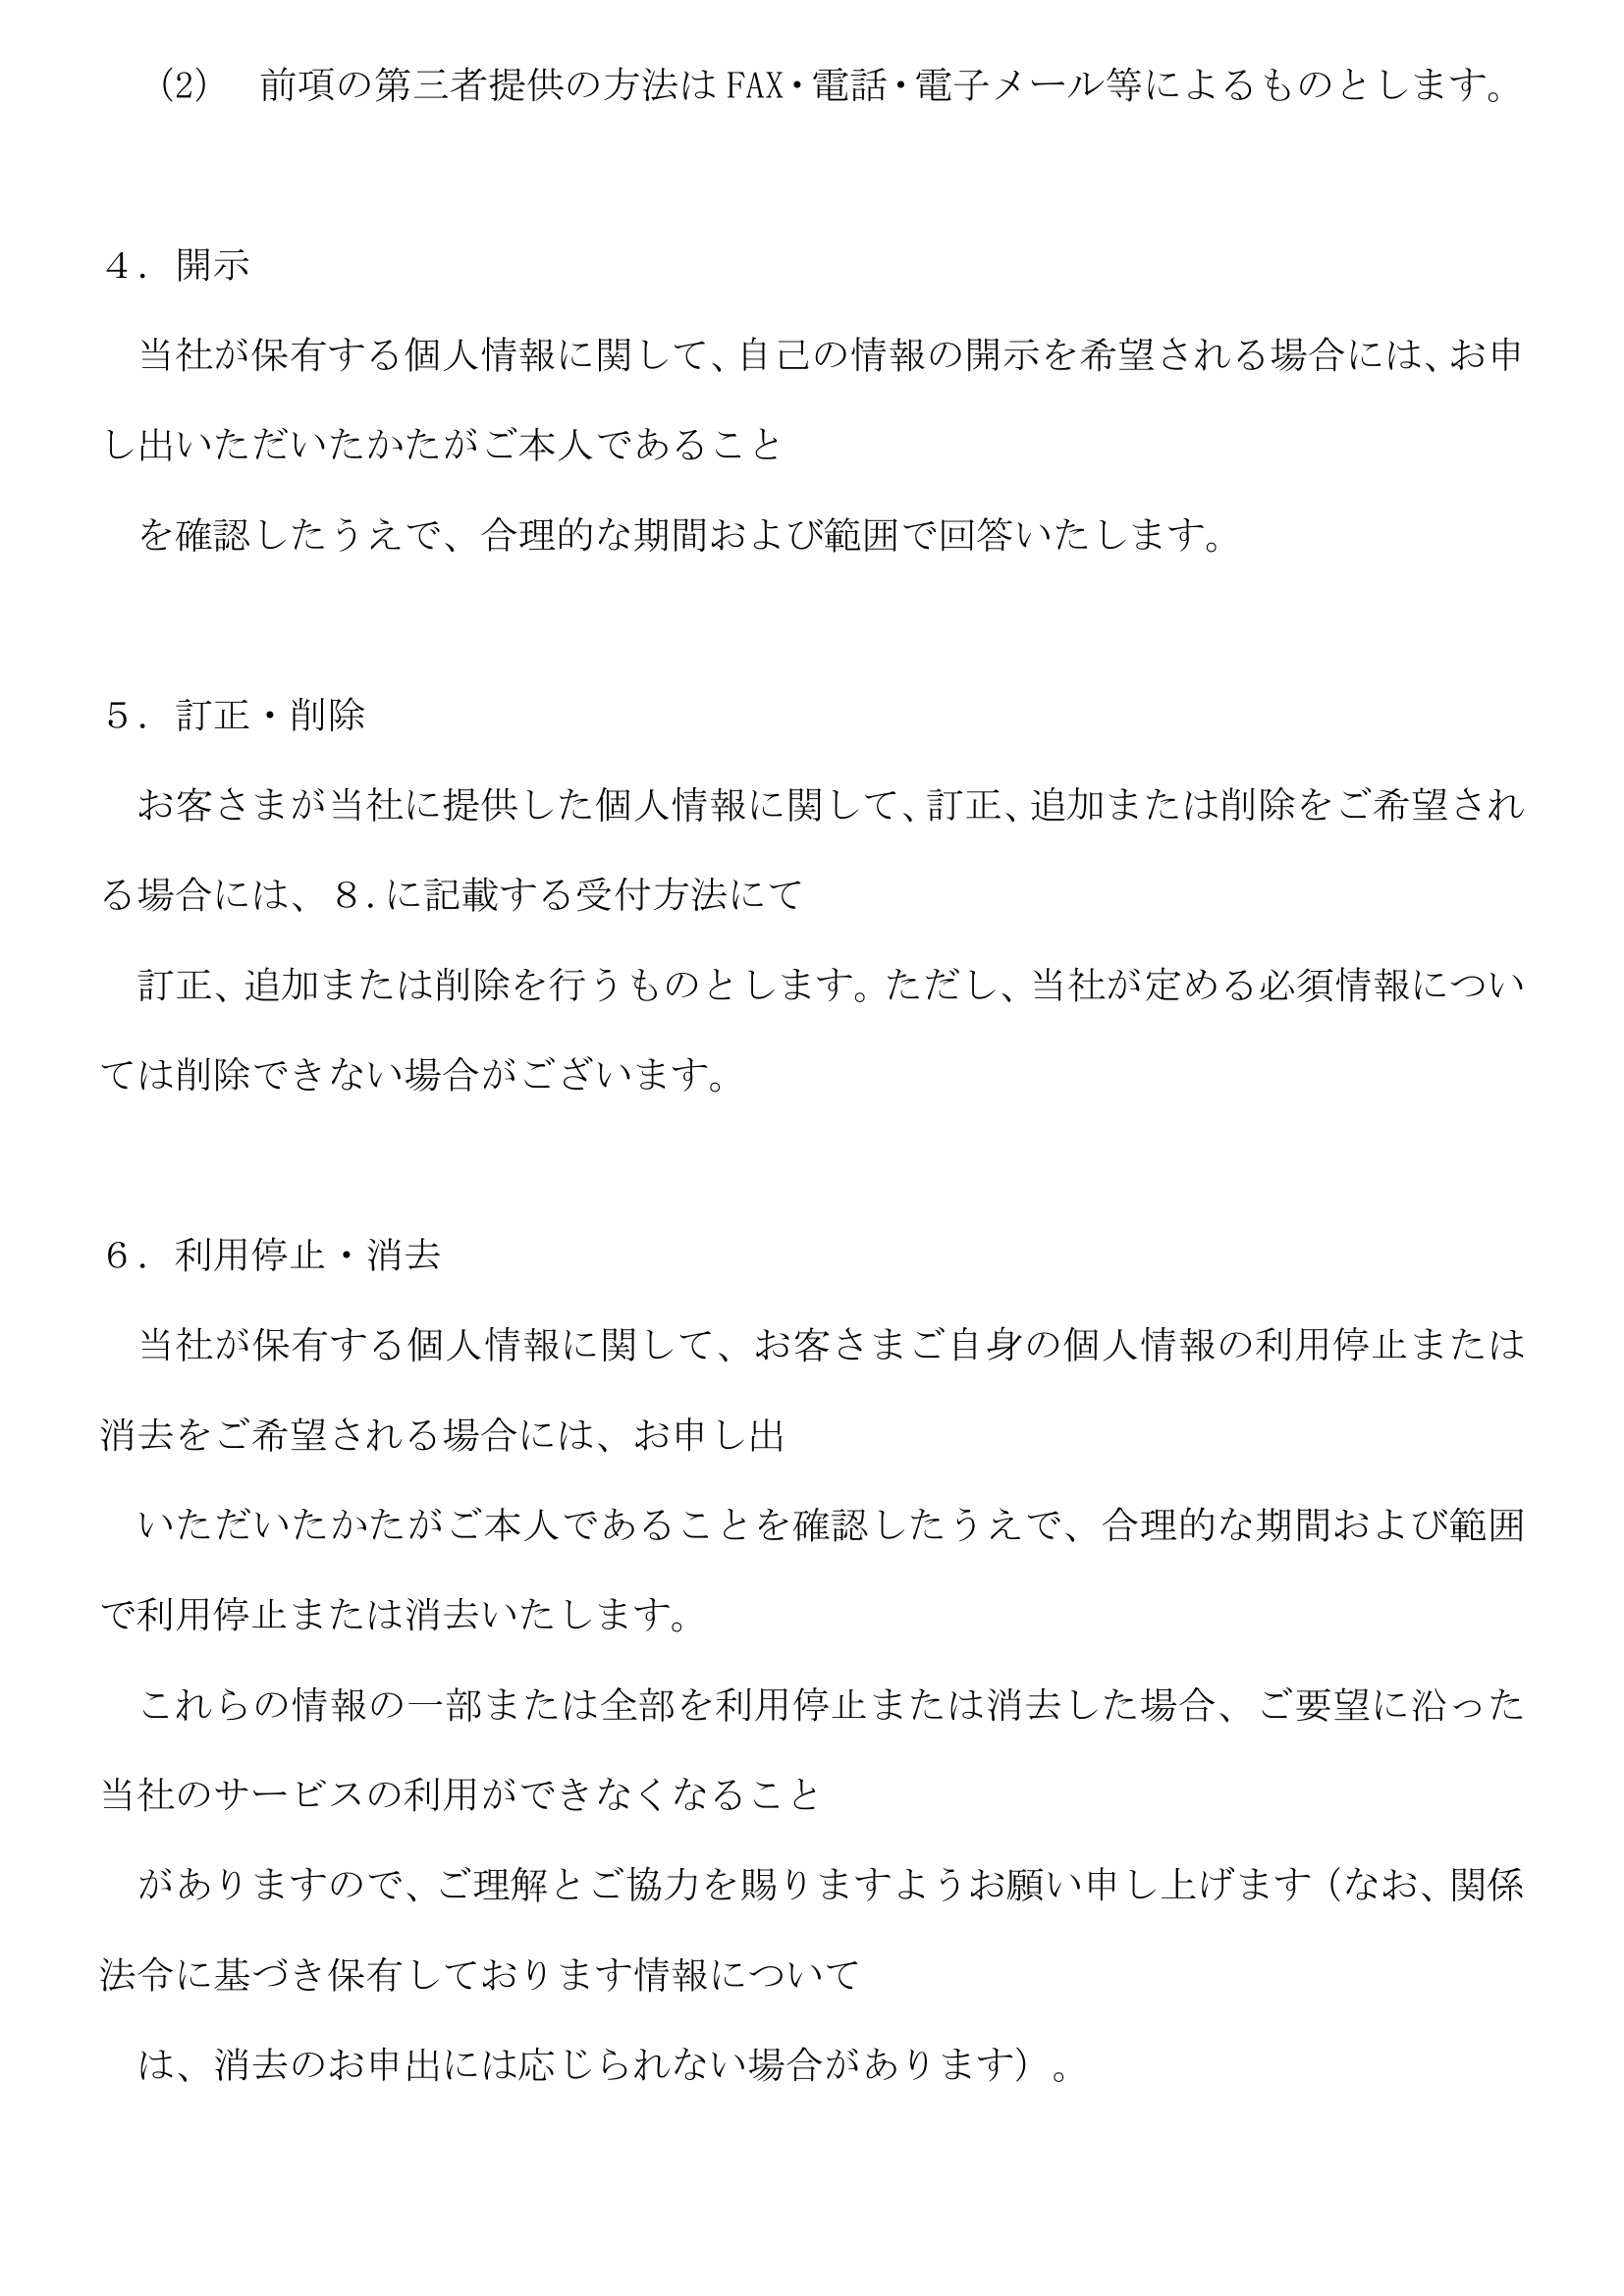 (2)　前項の第三者提供の方法は FAX・電話・電子メール等によるものとします。
４．開示
　当社が保有する個人情報に関して、自己の情報の開示を希望される場合には、お申
し出いただいたかたがご本人であること
　を確認したうえで、合理的な期間および範囲で回答いたします。
５．訂正・削除
　お客さまが当社に提供した個人情報に関して、訂正、追加または削除をご希望され
る場合には、８.に記載する受付方法にて
　訂正、追加または削除を行うものとします。ただし、当社が定める必須情報につい
ては削除できない場合がございます。
６．利用停止・消去
　当社が保有する個人情報に関して、お客さまご自身の個人情報の利用停止または
消去をご希望される場合には、お申し出
　いただいたかたがご本人であることを確認したうえで、合理的な期間および範囲
で利用停止または消去いたします。
　これらの情報の一部または全部を利用停止または消去した場合、ご要望に沿った
当社のサービスの利用ができなくなること
　がありますので、ご理解とご協力を賜りますようお願い申し上げます（なお、関係
法令に基づき保有しております情報について
　は、消去のお申出には応じられない場合があります）。